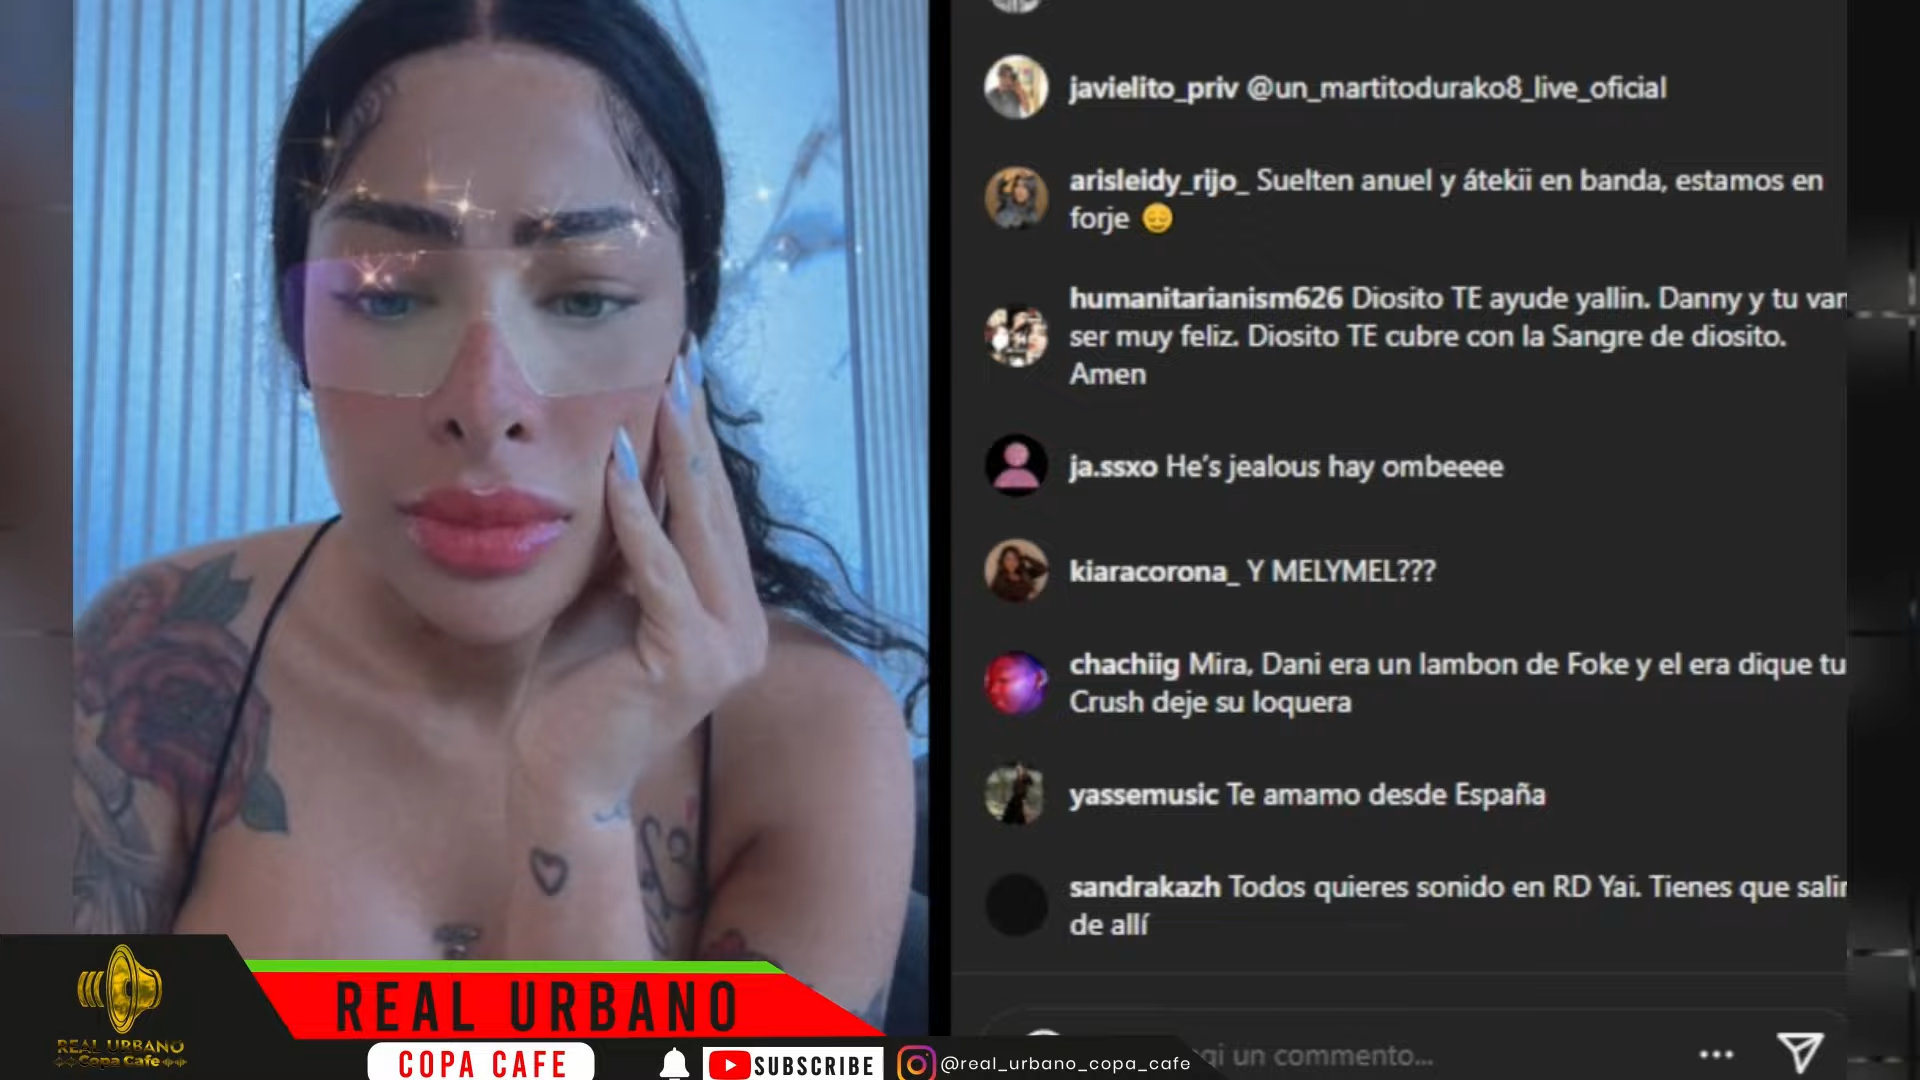 javielito_priv @un_martitodurako8_live_oficial
arisleidy_rijo_ Suelten anuel y átekii en banda, estamos en
forje
humanitarianism626 Diosito TE ayude yallin. Danny y tu van
ser muy feliz. Diosito TE cubre con la Sangre de diosito.
Amen
ja.ssxo He's jealous hay ombeeee
kiaracorona_ Y MELYMEL???
chachiig Mira, Dani era un lambon de Foke y el era dique tu
Crush deje su loquera
yassemusic Te amamo desde España
sandrakazh Todos quieres sonido en RD Yai. Tienes que salir
de allí
un commento...
REAL URBANO
Copa Cafe
REAL URBANO
COPA CAFE
SUBSCRIBE
@real_urbano_copa_cafe